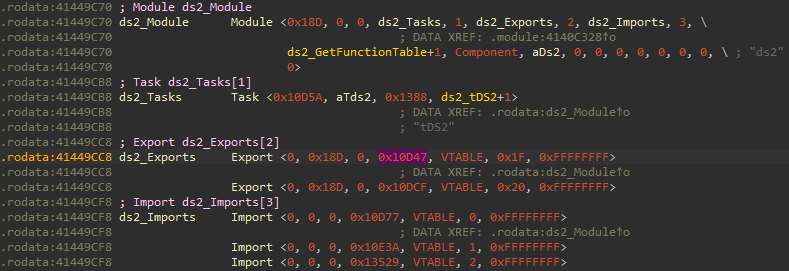 .rodata:41449C70 ; Module ds2_Module
.rodata:41449C70 ds2_Module Module <0x18D, 0, 0, ds2_Tasks, 1, ds2_Exports, 2, ds2_Imports, 3, \
.rodata:41449C70 ; DATA XREF: .module:4140C328↑o
.rodata:41449C70 ds2_GetFunctionTable+1, Component, aDs2, 0, 0, 0, 0, 0, 0, 0, \ ; "ds2"
.rodata:41449C70 0>
.rodata:41449CB8 ; Task ds2_Tasks[1]
.rodata:41449CB8 ds2_Tasks Task <0x10D5A, aTds2, 0x1388, ds2_tDS2+1>
.rodata:41449CB8 ; DATA XREF: .rodata:ds2_Module↑o
.rodata:41449CB8 ; "tDS2"
.rodata:41449CC8 ; Export ds2_Exports[2]
.rodata:41449CC8 ds2_Exports Export <0, 0x18D, 0, 0x10D47, VTABLE, 0x1F, 0xFFFFFFFF>
.rodata:41449CC8 ; DATA XREF: .rodata:ds2_Module↑o
.rodata:41449CC8 Export <0, 0x18D, 0, 0x10DCF, VTABLE, 0x20, 0xFFFFFFFF>
.rodata:41449CF8 ; Import ds2_Imports[3]
.rodata:41449CF8 ds2_Imports Import <0, 0, 0, 0x10D77, VTABLE, 0, 0xFFFFFFFF>
.rodata:41449CF8 ; DATA XREF: .rodata:ds2_Module↑o
.rodata:41449CF8 Import <0, 0, 0, 0x10E3A, VTABLE, 1, 0xFFFFFFFF>
.rodata:41449CF8 Import <0, 0, 0, 0x13529, VTABLE, 2, 0xFFFFFFFF>